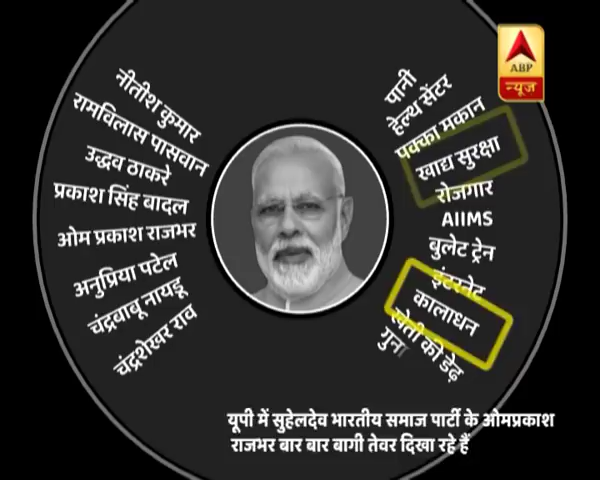 ABP
न्यूज़
नीतीश कुमार
रामविलास पासवान
उद्धव ठाकरे
प्रकाश सिंह बादल
ओम प्रकाश राजभर
अनुप्रिया पटेल
चंद्रबाबू नायडू
चंद्रशेखर राव
पानी
हेल्थ सेंटर
पक्का मकान
खाद्य सुरक्षा
रोजगार
AIIMS
बुलेट ट्रेन
इंटरनेट
कालाधन
खेती की डेढ़
गुना
यूपी में सुहेलदेव भारतीय समाज पार्टी के ओमप्रकाश
राजभर बार बार बागी तेवर दिखा रहे हैं